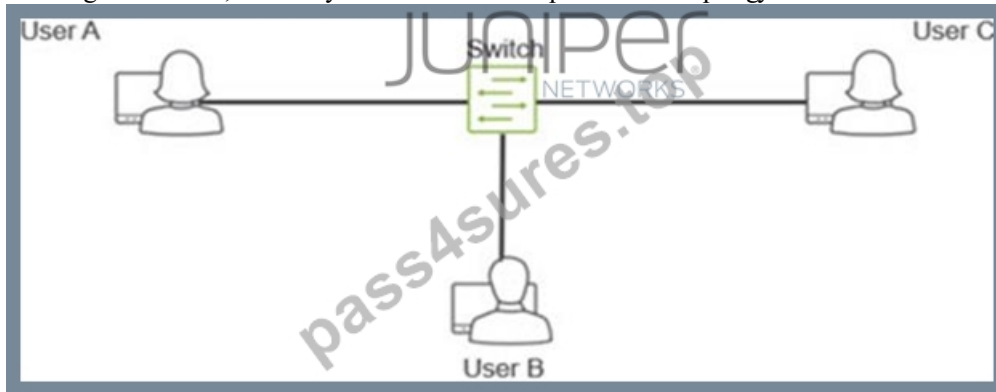 User A
Switch
User C
JUNIPER
NETWORKS
pass4sures.top
User B